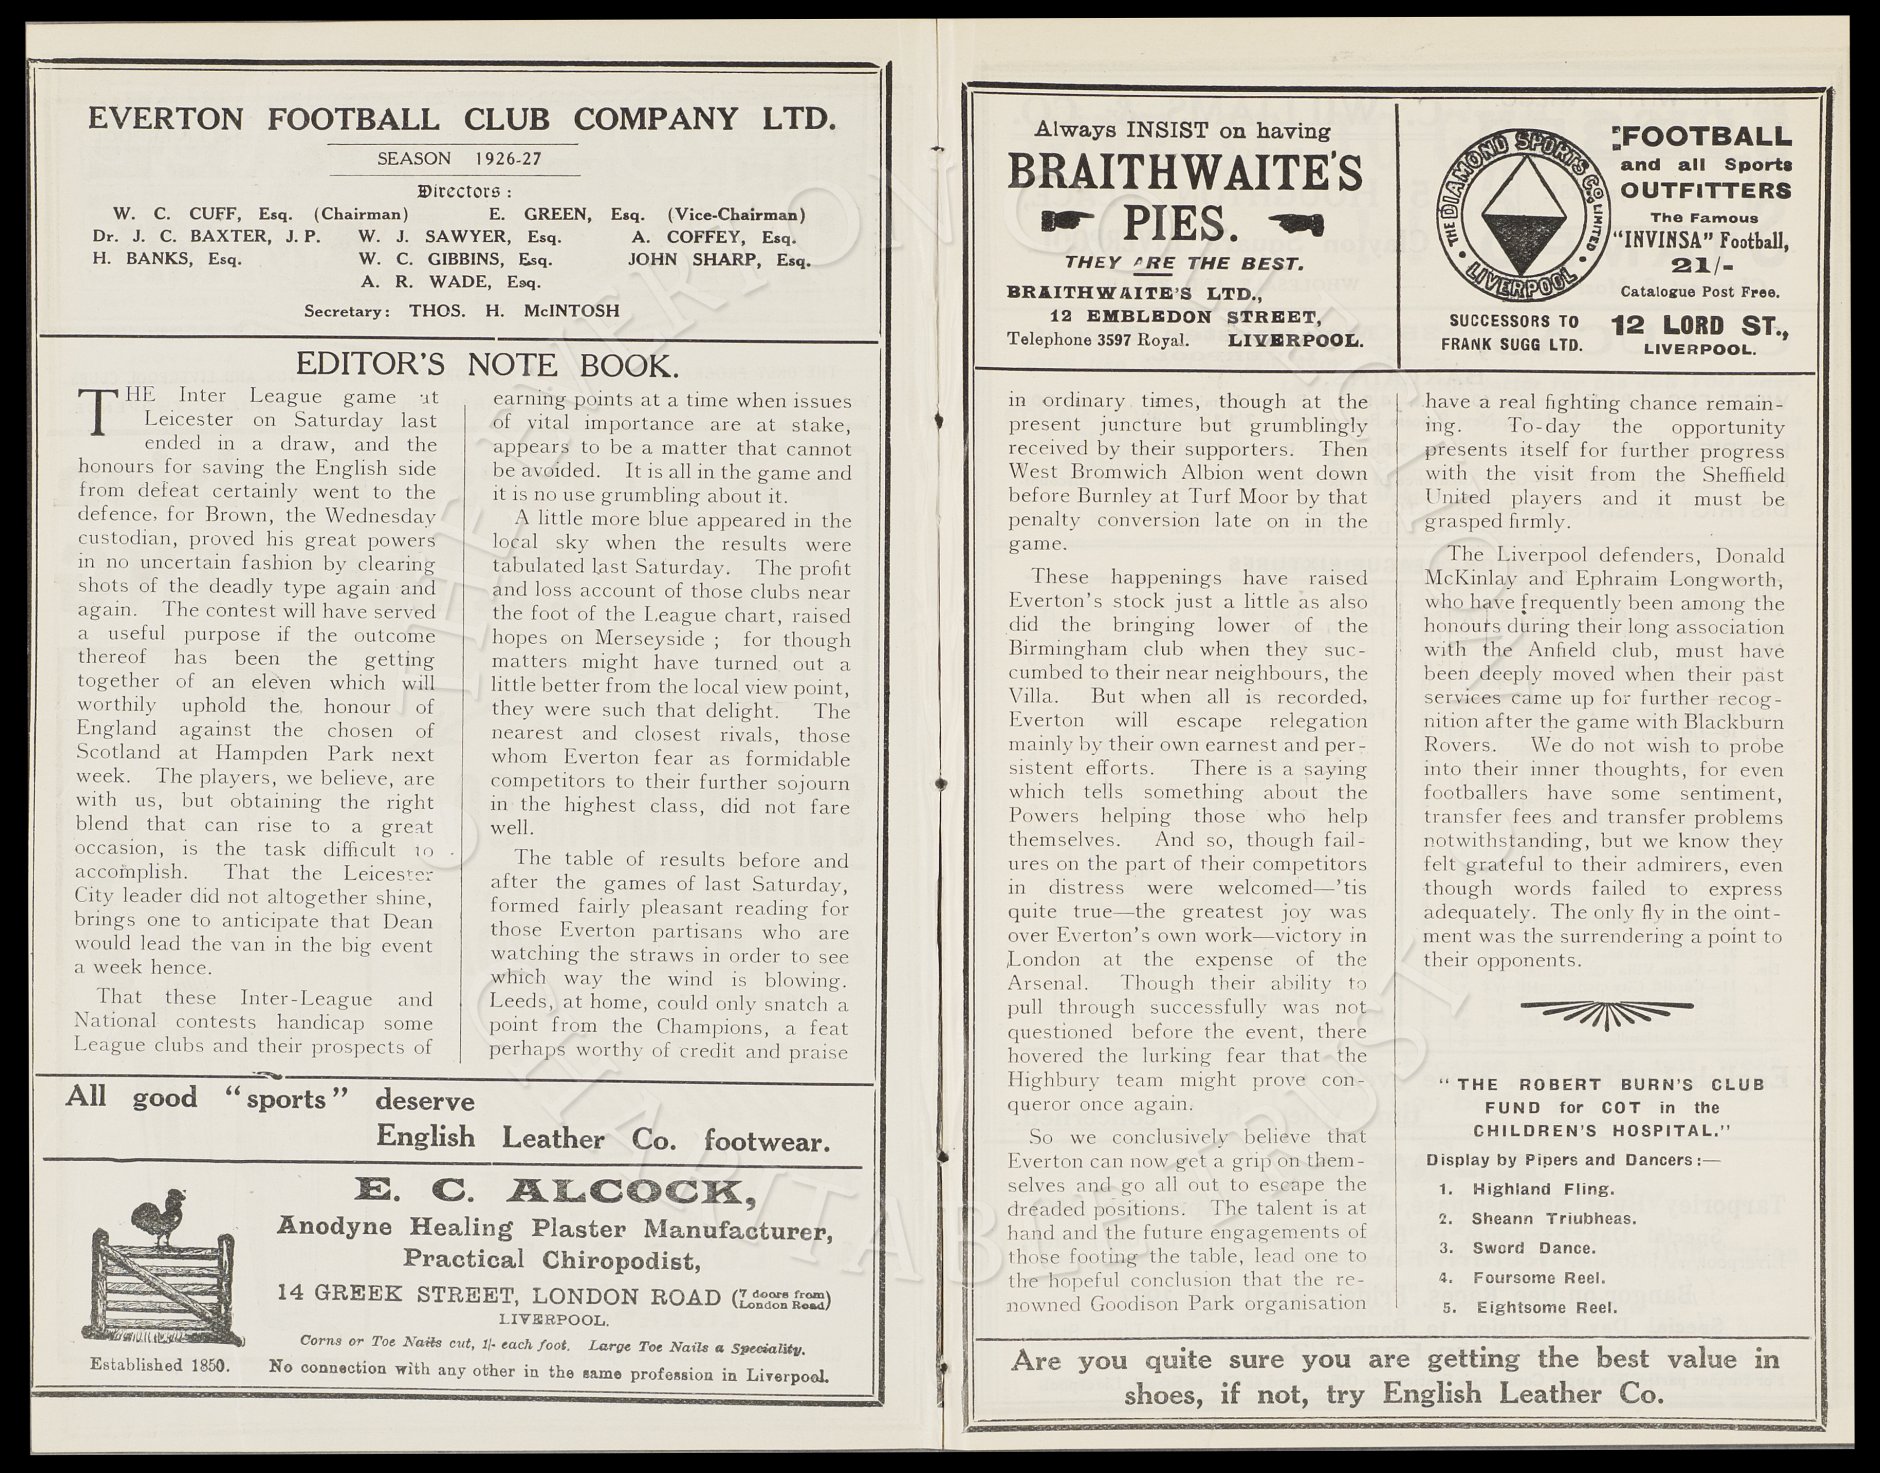 EVERTON FOOTBALL CLUB COMPANY LTD.
SEASON 1926-27
Directors:
W. C. CUFF, Esq. (Chairman) E. GREEN, Esq. (Vice-Chairman)
Dr. J. C. BAXTER, J.P. W. J. SAWYER, Esq. A. COFFEY, Esq.
H. BANKS, Esq. W. C. GIBBINS, Esq. JOHN SHARP, Esq.
A. R. WADE, Esq.
Secretary: THOS. H. McINTOSH
EDITOR'S NOTE BOOK.
THE Inter League game at
Leicester on Saturday last
ended in a draw, and the
honours for saving the English side
from defeat certainly went to the
defence, for Brown, the Wednesday
custodian, proved his great powers
in no uncertain fashion by clearing
shots of the deadly type again and
again. The contest will have served
a useful purpose if the outcome
thereof has been the getting
together of an eleven which will
worthily uphold the honour of
England against the chosen of
Scotland at Hampden Park next
week. The players, we believe, are
with us, but obtaining the right
blend that can rise to a great
occasion, is the task difficult to
accomplish. That the Leicester
City leader did not altogether shine,
brings one to anticipate that Dean
would lead the van in the big event
a week hence.
That these Inter-League and
National contests handicap some
League clubs and their prospects of
earning points at a time when issues
of vital importance are at stake,
appears to be a matter that cannot
be avoided. It is all in the game and
it is no use grumbling about it.
A little more blue appeared in the
local sky when the results were
tabulated last Saturday. The profit
and loss account of those clubs near
the foot of the League chart, raised
hopes on Merseyside ; for though
matters might have turned out a
little better from the local view point,
they were such that delight. The
nearest and closest rivals, those
whom Everton fear as formidable
competitors to their further sojourn
in the highest class, did not fare
well.
The table of results before and
after the games of last Saturday,
formed fairly pleasant reading for
those Everton partisans who are
watching the straws in order to see
which way the wind is blowing.
Leeds, at home, could only snatch a
point from the Champions, a feat
perhaps worthy of credit and praise
All good "sports" deserve
English Leather Co. footwear.
E. C. ALCOCK,
Anodyne Healing Plaster Manufacturer,
Practical Chiropodist,
14 GREEK STREET, LONDON ROAD (7 doors from London Road)
LIVERPOOL.
Corns or Toe Nails cut, 1/- each foot. Large Toe Nails a Speciality.
Established 1850.
No connection with any other in the same profession in Liverpool.
Always INSIST on having
BRAITHWAITE'S
PIES.
THEY ARE THE BEST.
BRAITHWAITE'S LTD.,
12 EMBLEDON STREET,
Telephone 3597 Royal. LIVERPOOL.
THE DIAMOND SPORTS Co. LIMITED
LIVERPOOL
SUCCESSORS TO
FRANK SUGG LTD.
FOOTBALL
and all Sports
OUTFITTERS
The Famous
"INVINSA" Football,
21/-
Catalogue Post Free.
12 LORD ST.,
LIVERPOOL.
in ordinary times, though at the
present juncture but grumblingly
received by their supporters. Then
West Bromwich Albion went down
before Burnley at Turf Moor by that
penalty conversion late on in the
game.
These happenings have raised
Everton's stock just a little as also
did the bringing lower of the
Birmingham club when they suc-
cumbed to their near neighbours, the
Villa. But when all is recorded,
Everton will escape relegation
mainly by their own earnest and per-
sistent efforts. There is a saying
which tells something about the
Powers helping those who help
themselves. And so, though fail-
ures on the part of their competitors
in distress were welcomed—'tis
quite true—the greatest joy was
over Everton's own work—victory in
London at the expense of the
Arsenal. Though their ability to
pull through successfully was not
questioned before the event, there
hovered the lurking fear that the
Highbury team might prove con-
queror once again.
So we conclusively believe that
Everton can now get a grip on them-
selves and go all out to escape the
dreaded positions. The talent is at
hand and the future engagements of
those footing the table, lead one to
the hopeful conclusion that the re-
nowned Goodison Park organisation
have a real fighting chance remain-
ing. To-day the opportunity
presents itself for further progress
with the visit from the Sheffield
United players and it must be
grasped firmly.
The Liverpool defenders, Donald
McKinlay and Ephraim Longworth,
who have frequently been among the
honours during their long association
with the Anfield club, must have
been deeply moved when their past
services came up for further recog-
nition after the game with Blackburn
Rovers. We do not wish to probe
into their inner thoughts, for even
footballers have some sentiment,
transfer fees and transfer problems
notwithstanding, but we know they
felt grateful to their admirers, even
though words failed to express
adequately. The only fly in the oint-
ment was the surrendering a point to
their opponents.
"THE ROBERT BURN'S CLUB
FUND for COT in the
CHILDREN'S HOSPITAL."
Display by Pipers and Dancers:—
1. Highland Fling.
2. Sheann Triubheas.
3. Sword Dance.
4. Foursome Reel.
5. Eightsome Reel.
Are you quite sure you are getting the best value in
shoes, if not, try English Leather Co.
THE EVERTON COLLECTION
CHARITABLE TRUST